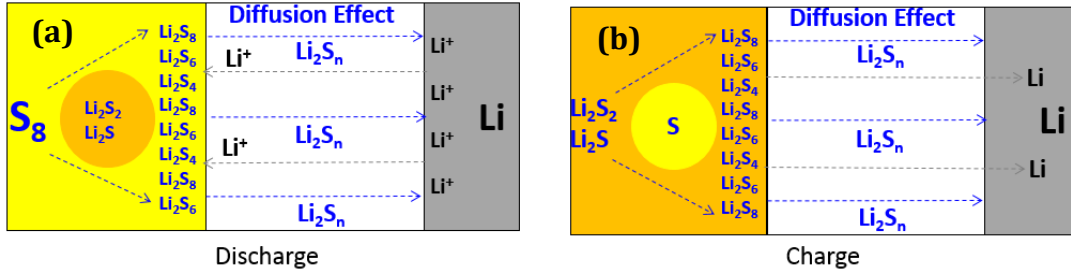 (a)
S₈
Li₂S₂
Li₂S
Li₂S₈
Li₂S₆
Li₂S₄
Li₂S₈
Li₂S₆
Li₂S₄
Li₂S₈
Li₂S₆
Diffusion Effect
Li₂Sₙ
Li⁺
Li₂Sₙ
Li⁺
Li₂Sₙ
Li⁺
Li⁺
Li⁺
Li⁺
Li
Discharge
(b)
Li₂S₂
Li₂S
S
Li₂S₈
Li₂S₆
Li₂S₄
Li₂S₈
Li₂S₆
Li₂S₄
Li₂S₆
Li₂S₈
Diffusion Effect
Li₂Sₙ
Li₂Sₙ
Li₂Sₙ
Li
Li
Li
Charge